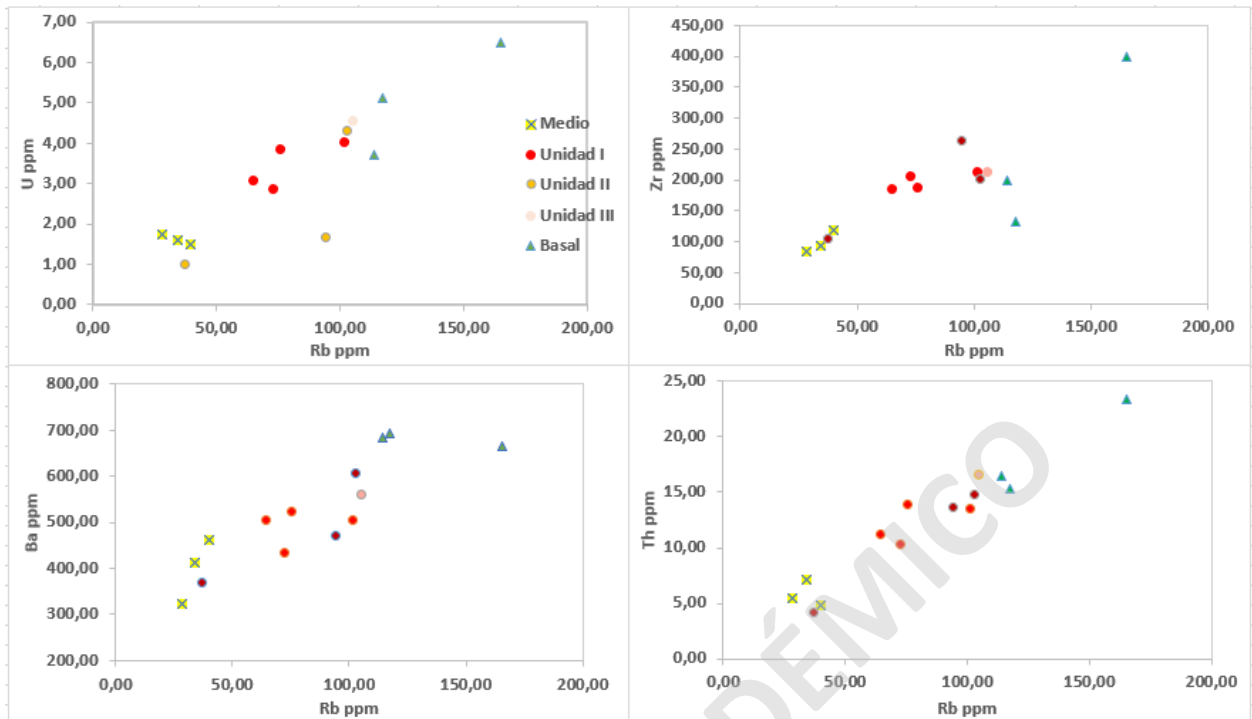 7,00
6,00
5,00
4,00
3,00
2,00
1,00
0,00
U ppm
0,00 50,00 100,00 150,00 200,00
Rb ppm
Medio
Unidad I
Unidad II
Unidad III
Basal
450,00
400,00
350,00
300,00
250,00
200,00
150,00
100,00
50,00
0,00
Zr ppm
0,00 50,00 100,00 150,00 200,00
Rb ppm
800,00
700,00
600,00
500,00
400,00
300,00
200,00
Ba ppm
0,00 50,00 100,00 150,00 200,00
Rb ppm
25,00
20,00
15,00
10,00
5,00
0,00
Th ppm
0,00 50,00 100,00 150,00 200,00
Rb ppm
DÉMICO